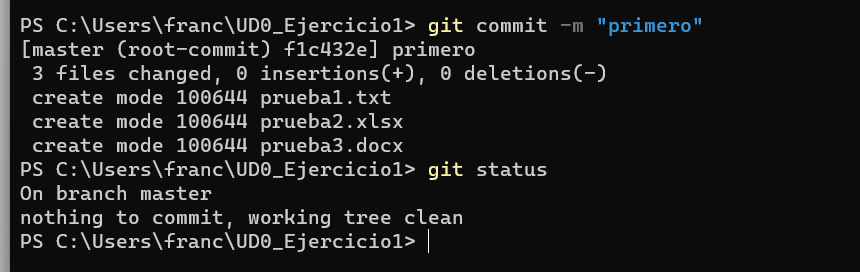 PS C:\Users\franc\UD0_Ejercicio1> git commit -m "primero"
[master (root-commit) f1c432e] primero
 3 files changed, 0 insertions(+), 0 deletions(-)
 create mode 100644 prueba1.txt
 create mode 100644 prueba2.xlsx
 create mode 100644 prueba3.docx
PS C:\Users\franc\UD0_Ejercicio1> git status
On branch master
nothing to commit, working tree clean
PS C:\Users\franc\UD0_Ejercicio1>